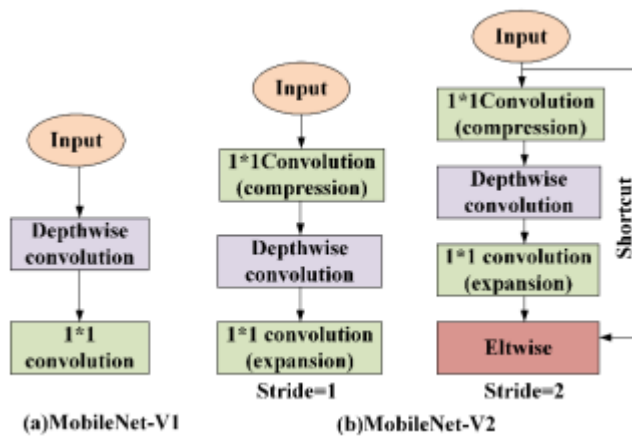 Input
Depthwise
convolution
1*1
convolution
(a)MobileNet-V1
Input
1*1Convolution
(compression)
Depthwise
convolution
1*1 convolution
(expansion)
Stride=1
Input
1*1Convolution
(compression)
Depthwise
convolution
1*1 convolution
(expansion)
Eltwise
Shortcut
Stride=2
(b)MobileNet-V2